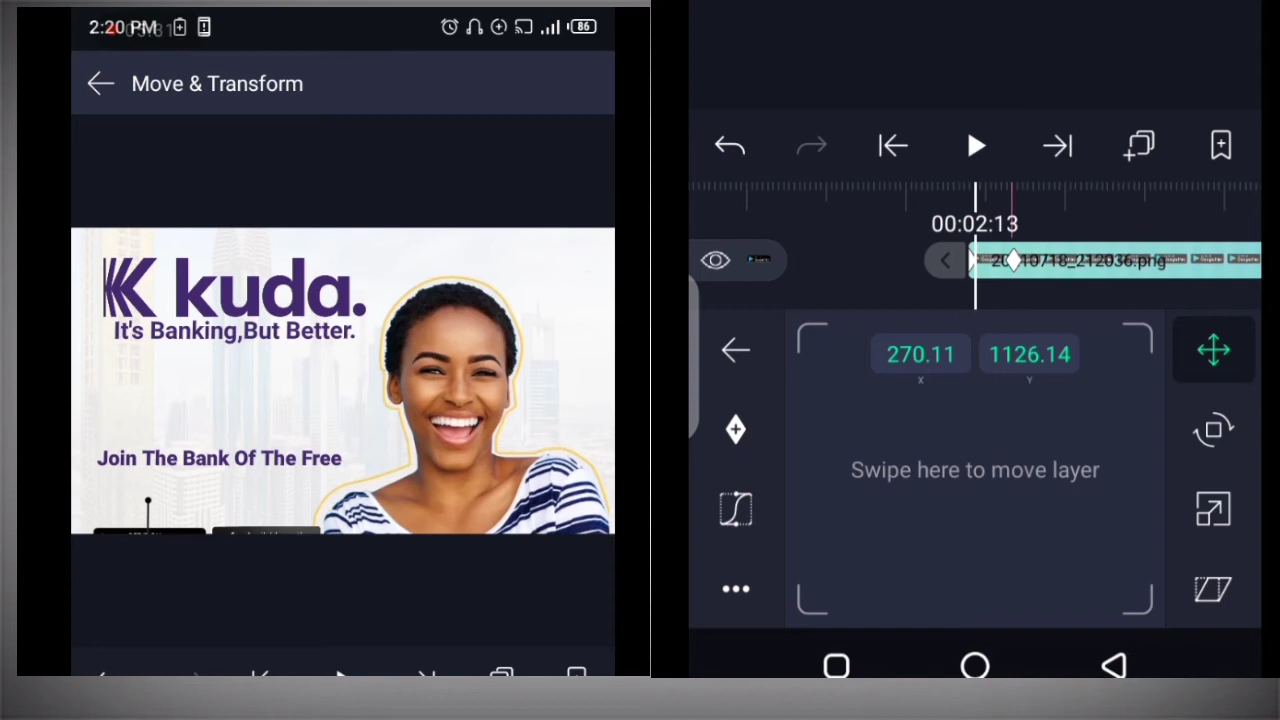 2:20 PM
86
Move & Transform
kuda.
It's Banking,But Better.
Join The Bank Of The Free
00:02:13
270.11
1126.14
X
Y
Swipe here to move layer